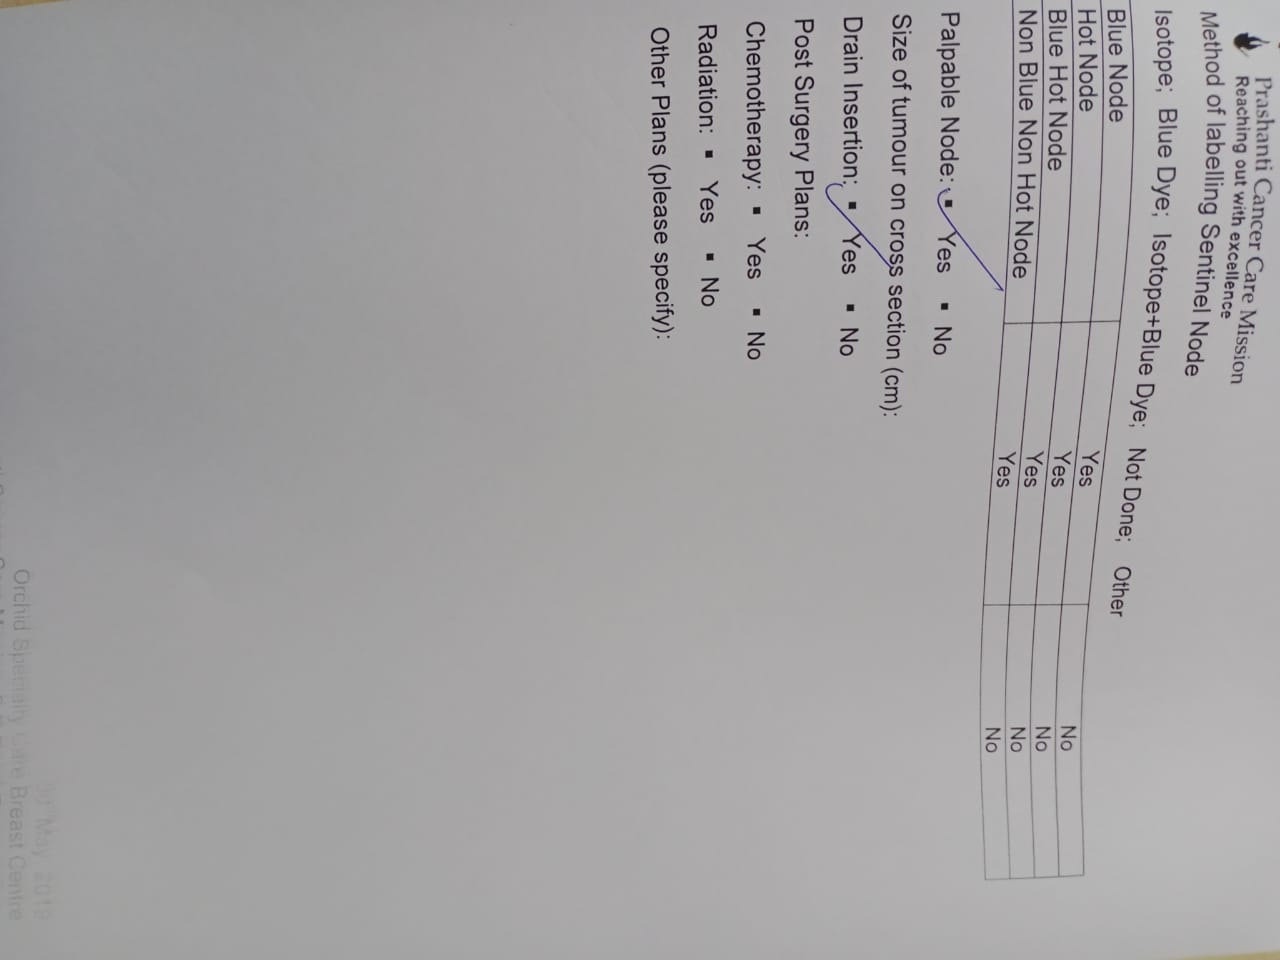 Prashanti Cancer Care Mission
Reaching out with excellence
Method of labelling Sentinel Node
Isotope; Blue Dye; Isotope+Blue Dye; Not Done; Other
Blue Node Yes No
Hot Node Yes No
Blue Hot Node Yes No
Non Blue Non Hot Node Yes No
Palpable Node: ▪ Yes ▪ No
Size of tumour on cross section (cm):
Drain Insertion: ▪ Yes ▪ No
Post Surgery Plans:
Chemotherapy: ▪ Yes ▪ No
Radiation: ▪ Yes ▪ No
Other Plans (please specify):
May 2019
Orchid Specialty Care Breast Centre